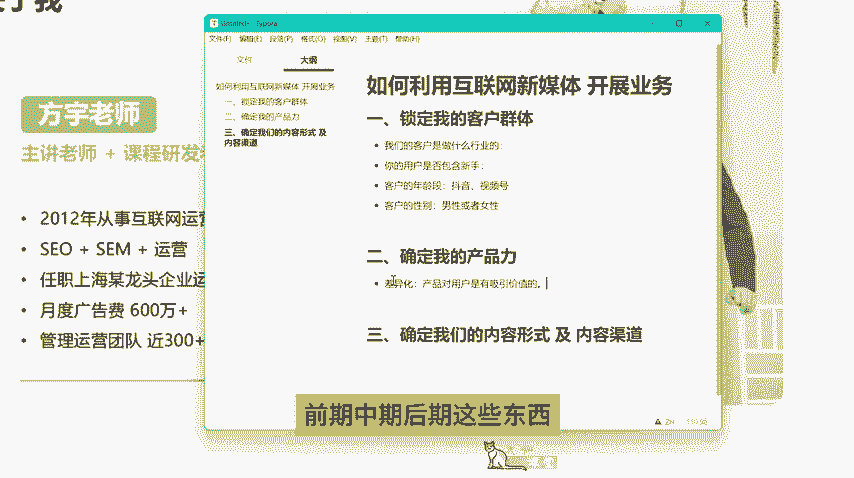 Untitled - Typora
文件(F) 编辑(E) 段落(P) 格式(O) 视图(V) 主题(T) 帮助(H)
文件 大纲
如何利用互联网新媒体 开展业务
一、锁定我的客户群体
二、确定我的产品力
三、确定我们的内容形式 及
内容渠道
如何利用互联网新媒体 开展业务
一、锁定我的客户群体
• 我们的客户是做什么行业的:
• 你的用户是否包含新手:
• 客户的年龄段：抖音、视频号
• 客户的性别：男性或者女性
二、确定我的产品力
• 差异化：产品对用户是有吸引价值的。
三、确定我们的内容形式 及 内容渠道
方宇老师
主讲老师 + 课程研发
• 2012年从事互联网运营
• SEO + SEM + 运营
• 任职上海某龙头企业运
• 月度广告费 600万+
• 管理运营团队 近300+
前期中期后期这些东西